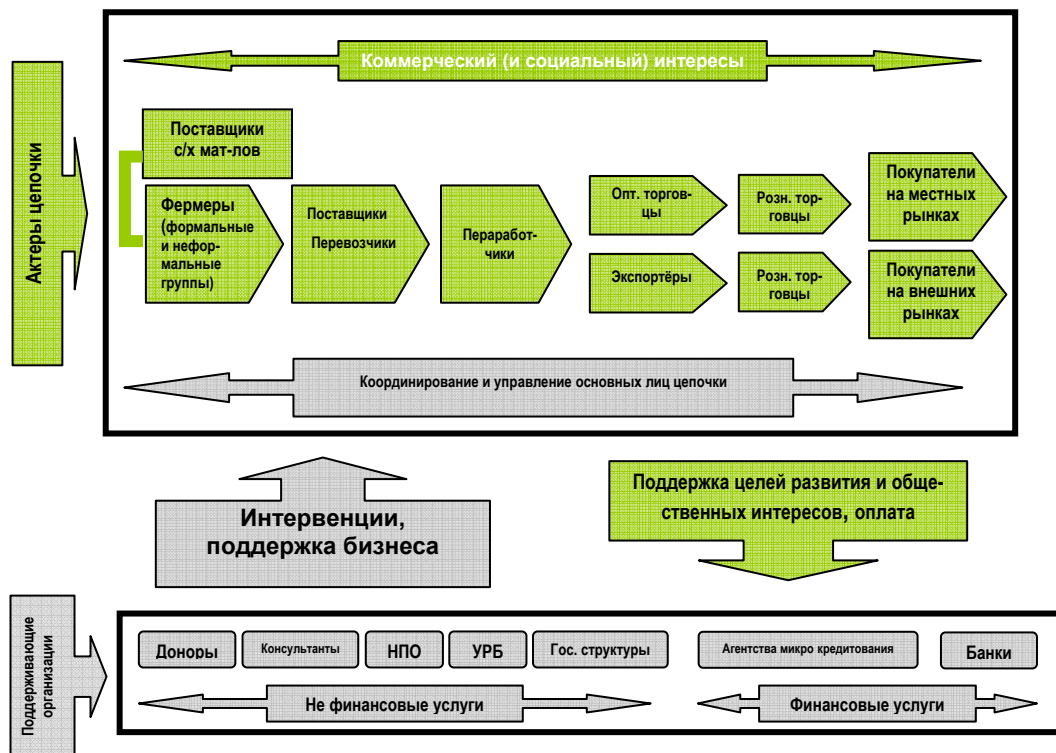 Коммерческий (и социальный) интересы
Актеры цепочки
Поставщики
с/х мат-лов
Фермеры
(формальные
и нефор-
мальные
группы)
Поставщики
Перевозчики
Пераработ-
чики
Опт. торгов-
цы
Розн. тор-
говцы
Покупатели
на местных
рынках
Экспортёры
Розн. тор-
говцы
Покупатели
на внешних
рынках
Координирование и управление основных лиц цепочки
Интервенции,
поддержка бизнеса
Поддержка целей развития и обще-
ственных интересов, оплата
Поддерживающие
организации
Доноры
Консультанты
НПО
УРБ
Гос. структуры
Агентства микро кредитования
Банки
Не финансовые услуги
Финансовые услуги